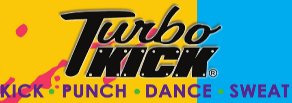 Turbo
KICK®
KICK • PUNCH • DANCE • SWEAT